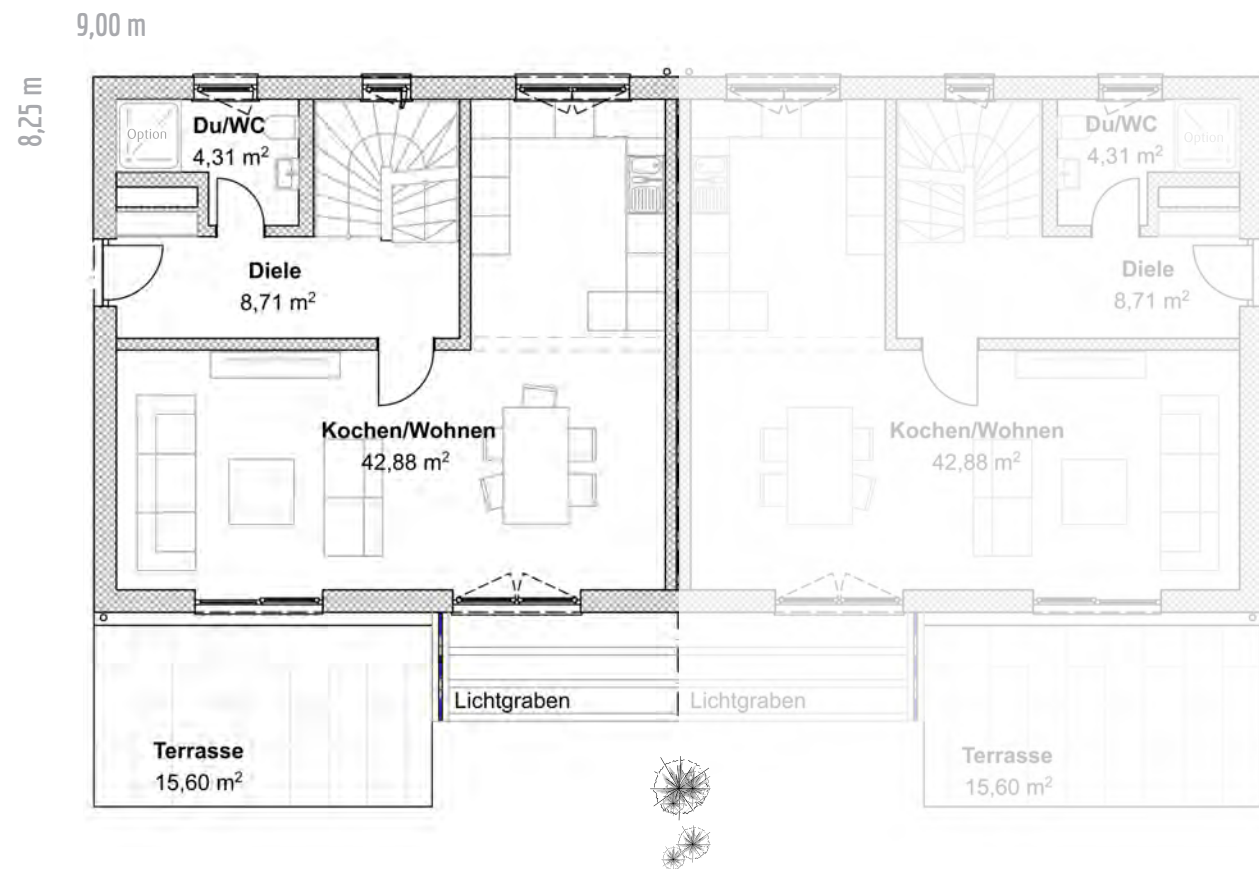 9,00 m
8,25 m
Option
Du/WC
4,31 m²
Diele
8,71 m²
Kochen/Wohnen
42,88 m²
Lichtgraben
Terrasse
15,60 m²
Du/WC
4,31 m²
Option
Diele
8,71 m²
Kochen/Wohnen
42,88 m²
Lichtgraben
Terrasse
15,60 m²